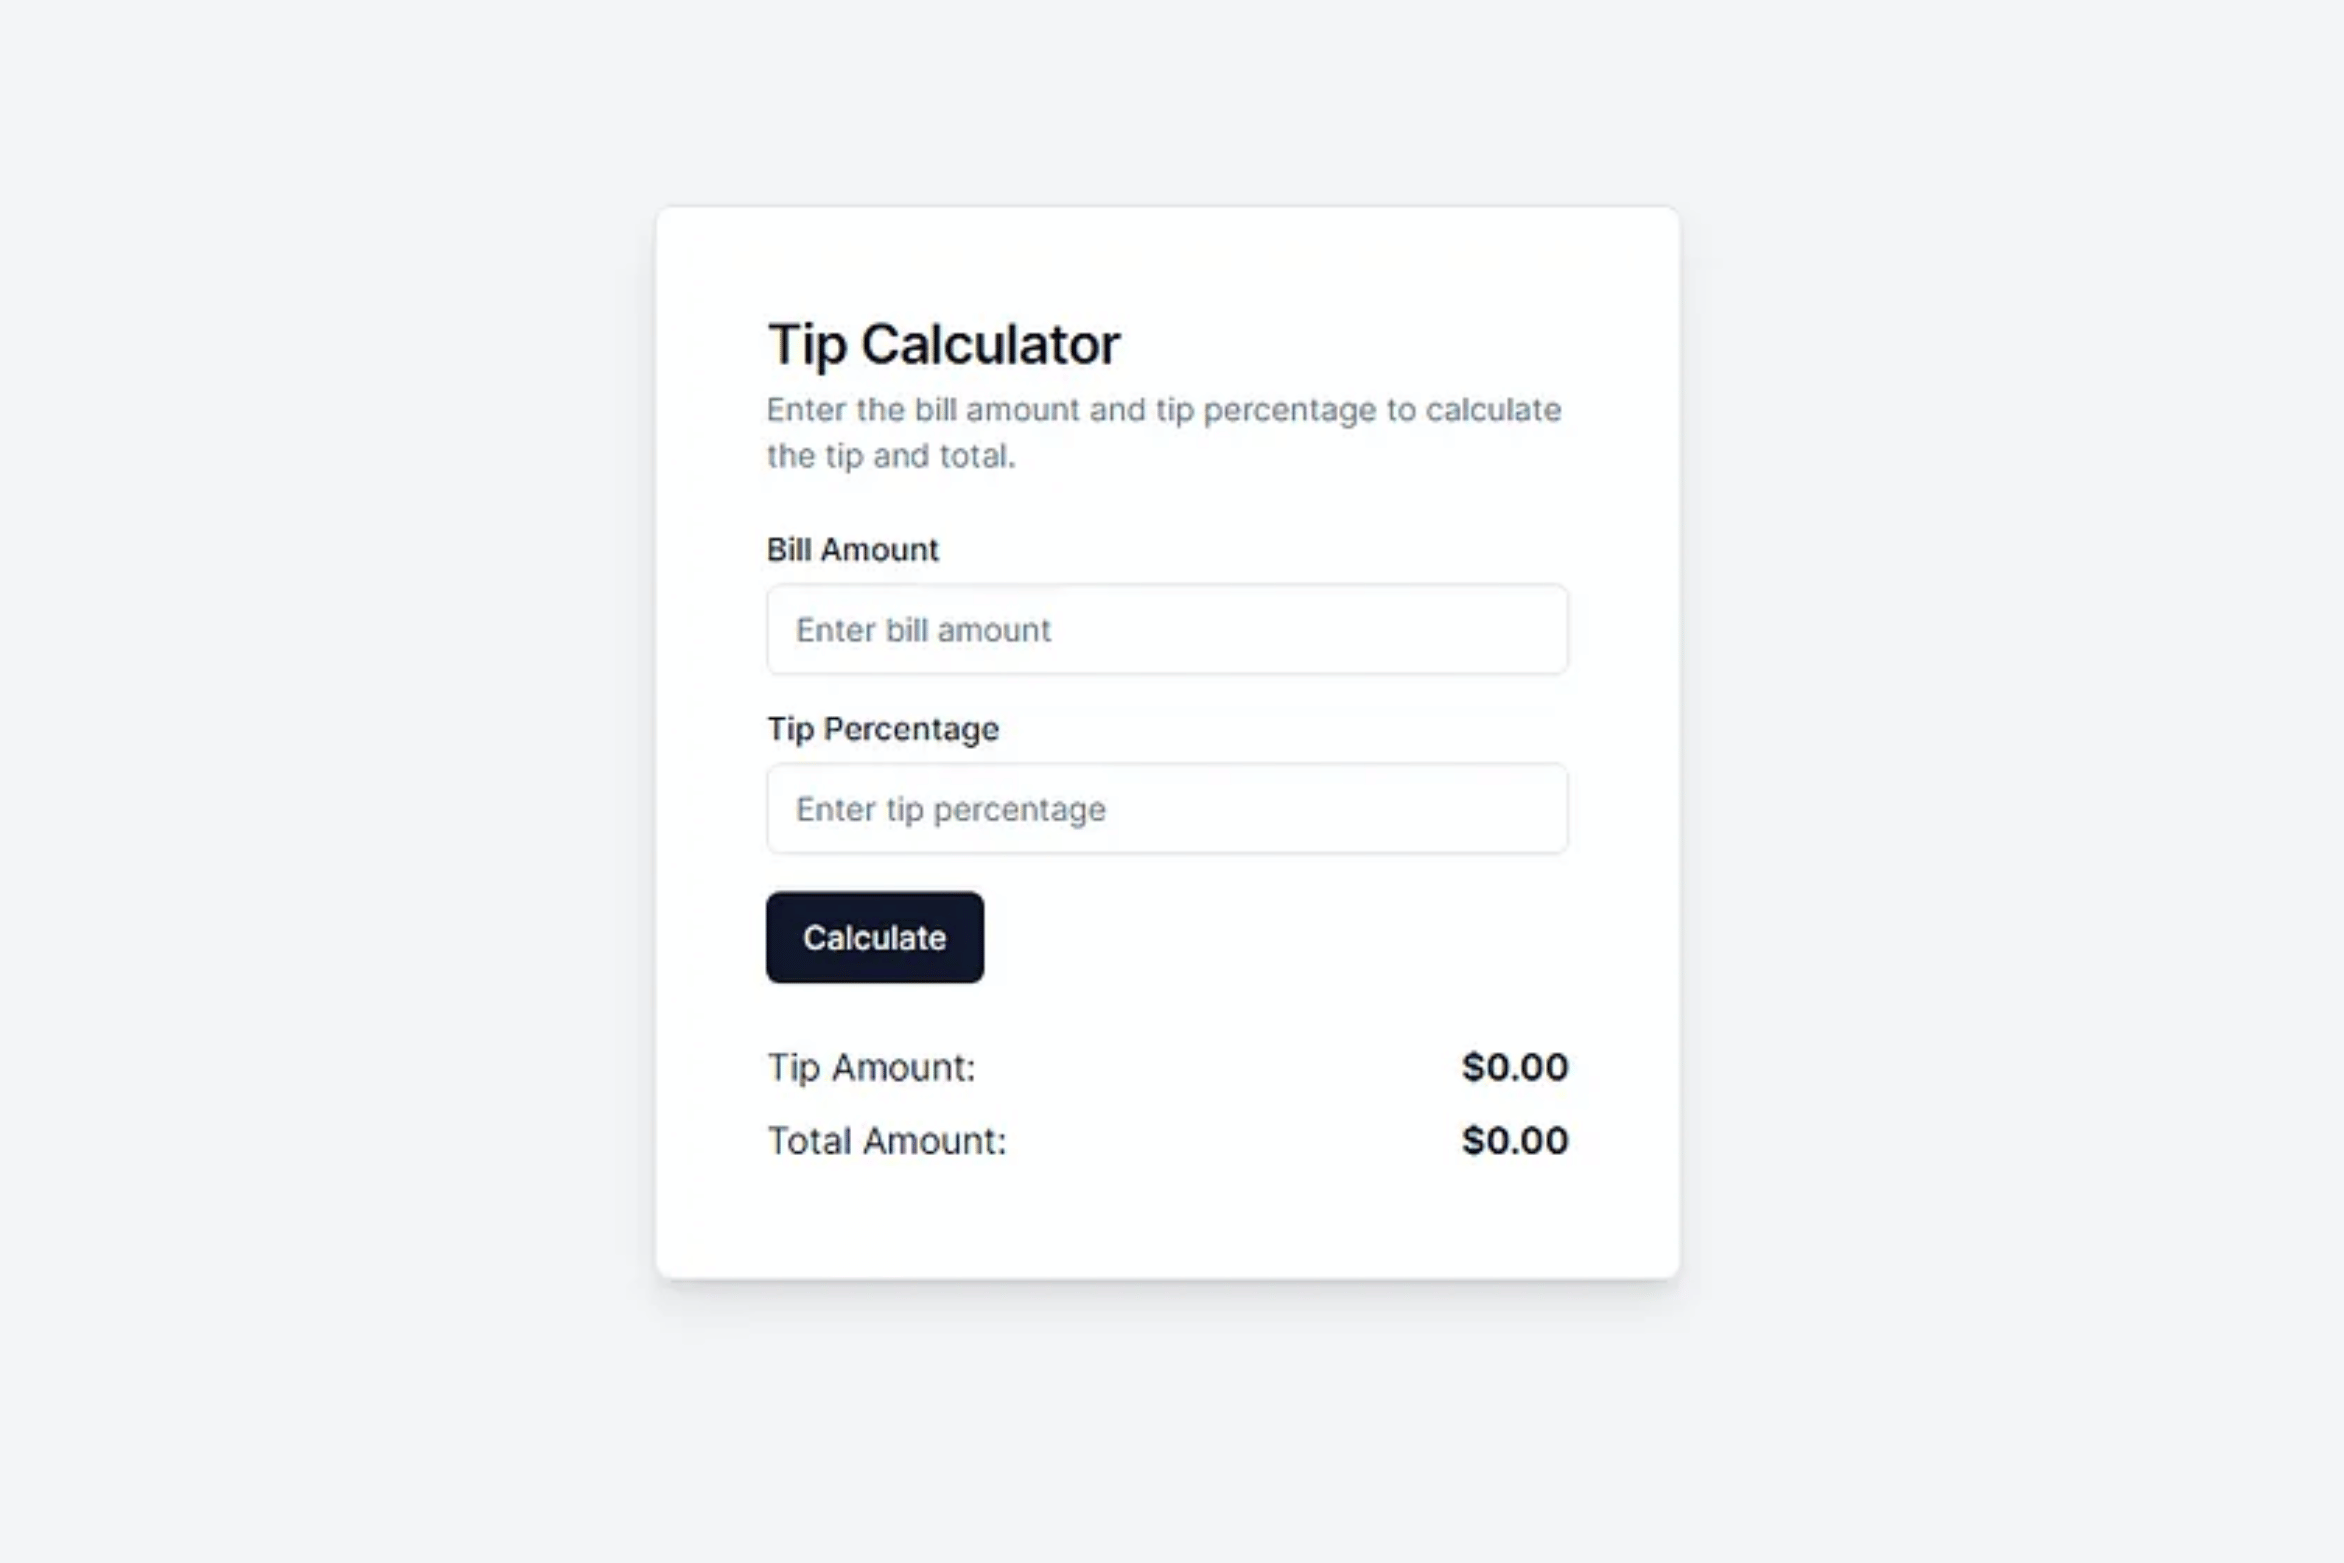 Tip Calculator
Enter the bill amount and tip percentage to calculate
the tip and total.
Bill Amount
Enter bill amount
Tip Percentage
Enter tip percentage
Calculate
Tip Amount: $0.00
Total Amount: $0.00